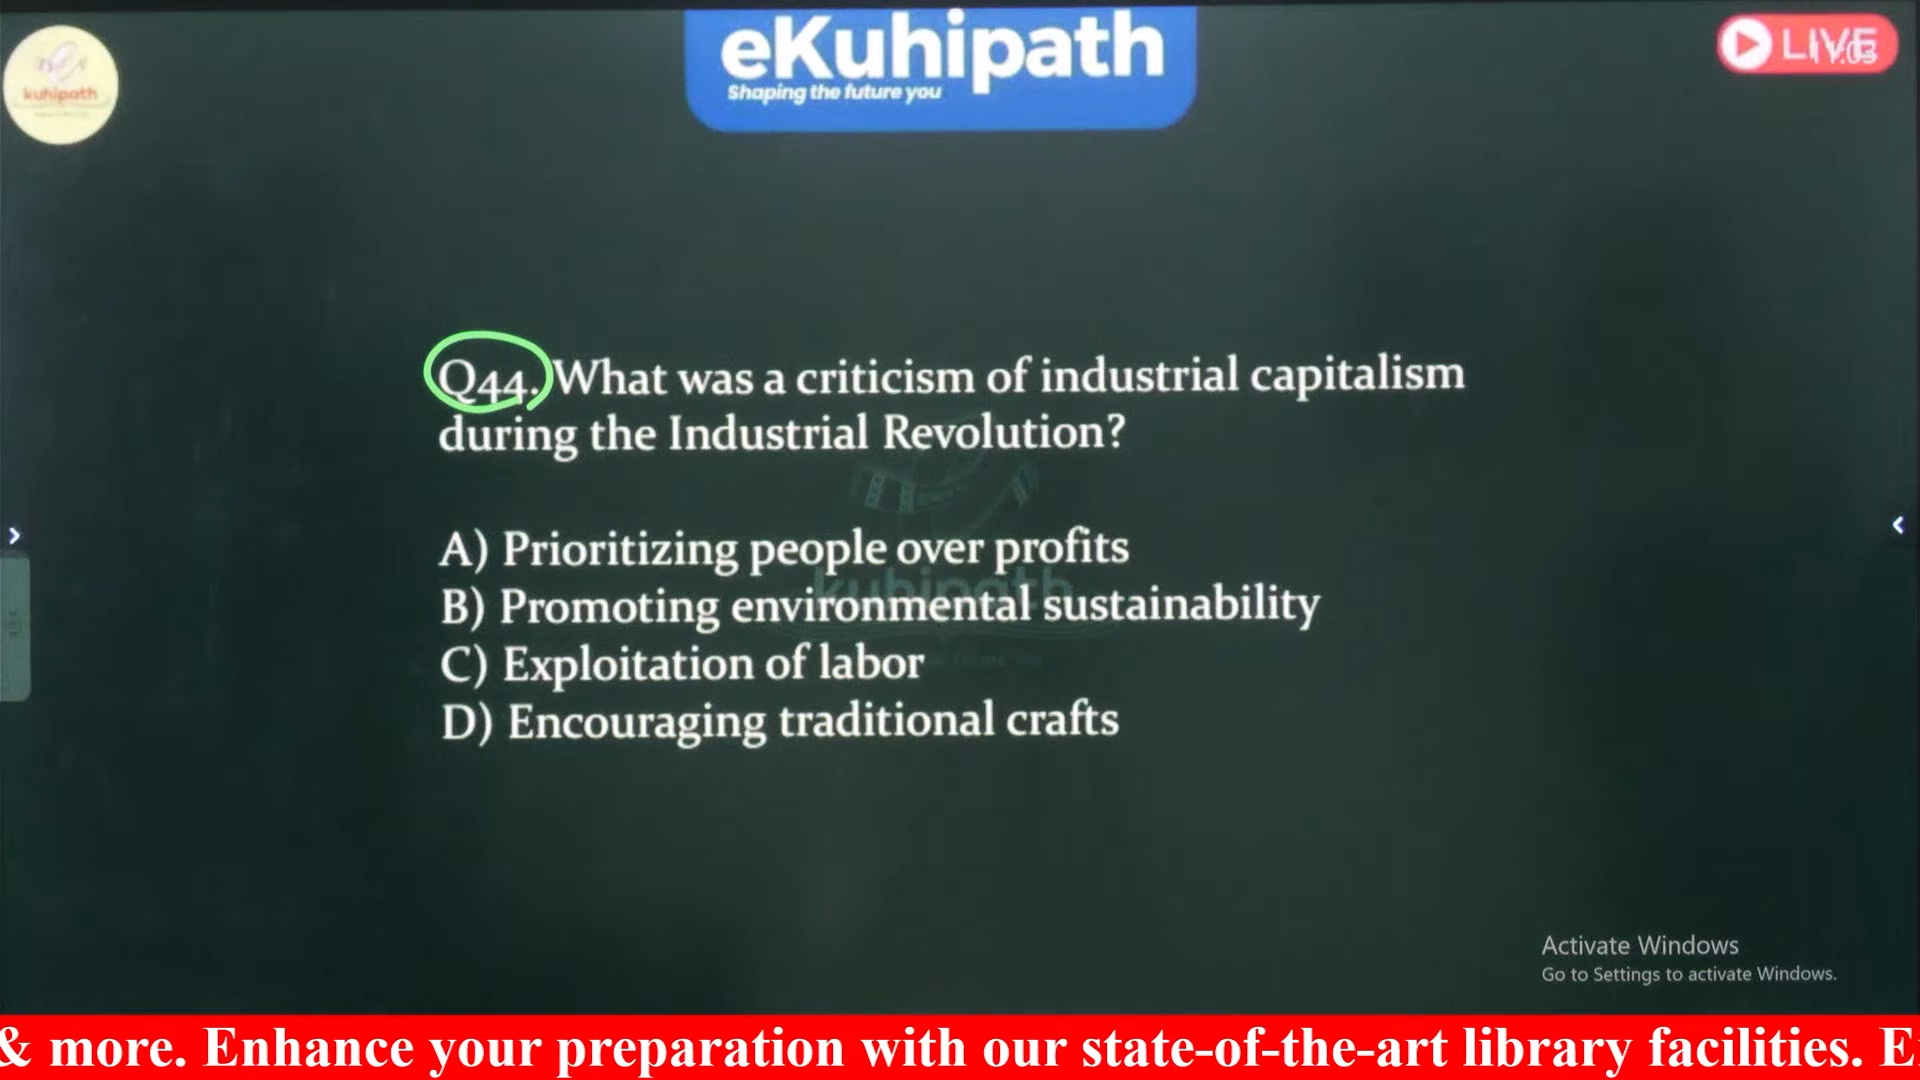 eKuhipath
Shaping the future you
kuhipath
LIVE
Q44. What was a criticism of industrial capitalism
during the Industrial Revolution?
A) Prioritizing people over profits
B) Promoting environmental sustainability
C) Exploitation of labor
D) Encouraging traditional crafts
kuhipath
Activate Windows
Go to Settings to activate Windows.
& more. Enhance your preparation with our state-of-the-art library facilities. E